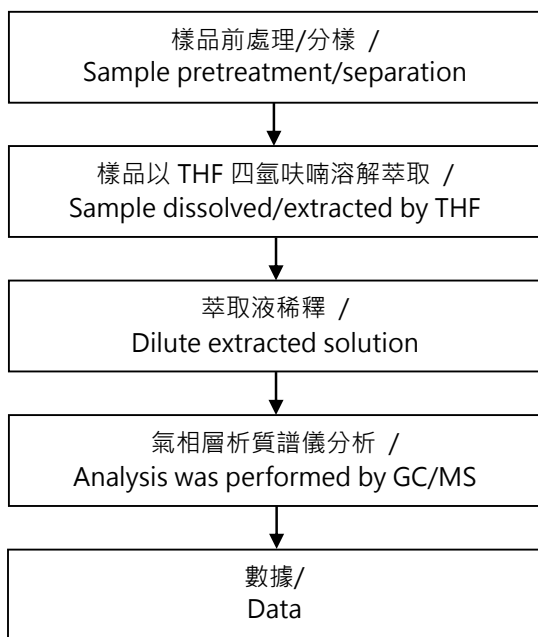 樣品前處理/分樣 /
Sample pretreatment/separation
樣品以 THF 四氫呋喃溶解萃取 /
Sample dissolved/extracted by THF
萃取液稀釋 /
Dilute extracted solution
氣相層析質譜儀分析 /
Analysis was performed by GC/MS
數據/
Data